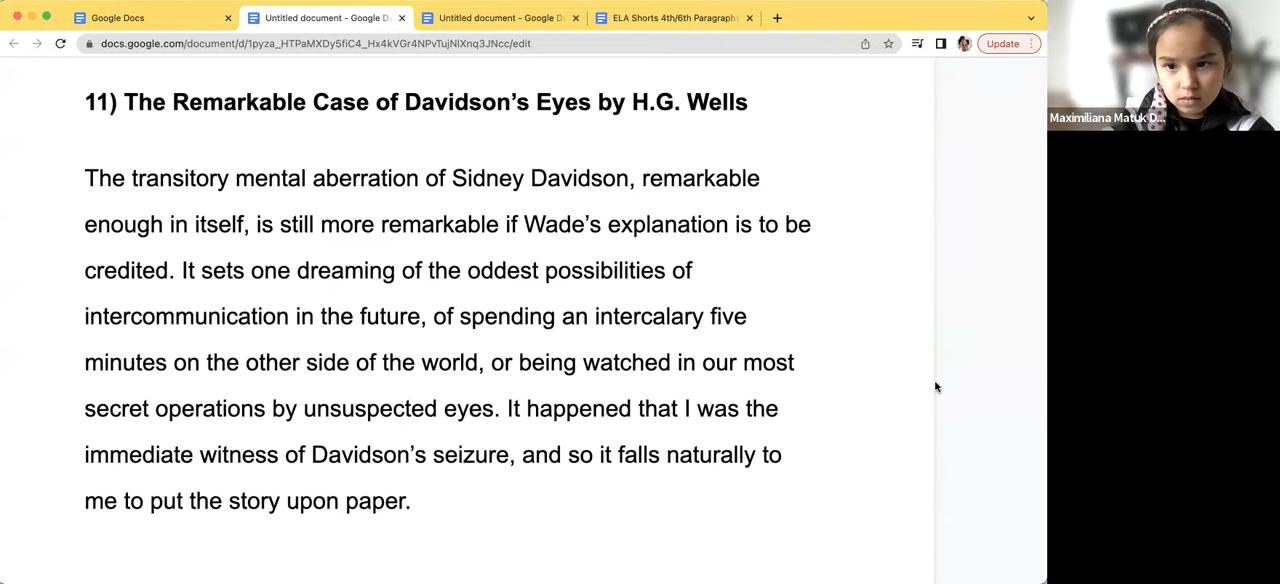 Google Docs
Untitled document - Google D
Untitled document - Google D
ELA Shorts 4th/6th Paragraphs
docs.google.com/document/d/1pyza_HTPaMXDy5fiC4_Hx4kVGr4NPvTujNlXnq3JNcc/edit
Update
Maximiliana Matuk D...
11) The Remarkable Case of Davidson’s Eyes by H.G. Wells
The transitory mental aberration of Sidney Davidson, remarkable
enough in itself, is still more remarkable if Wade’s explanation is to be
credited. It sets one dreaming of the oddest possibilities of
intercommunication in the future, of spending an intercalary five
minutes on the other side of the world, or being watched in our most
secret operations by unsuspected eyes. It happened that I was the
immediate witness of Davidson’s seizure, and so it falls naturally to
me to put the story upon paper.